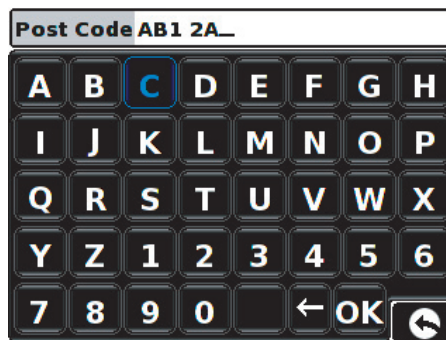 Post Code AB1 2A_
A B C D E F G H
I J K L M N O P
Q R S T U V W X
Y Z 1 2 3 4 5 6
7 8 9 0 ← OK